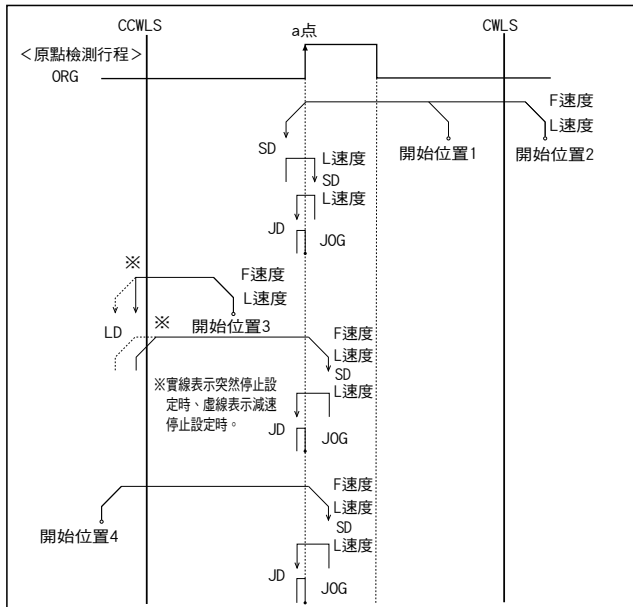 CCWLS
a点
CWLS
＜原點檢測行程＞
ORG
F速度
L速度
SD
開始位置1
開始位置2
L速度
SD
L速度
JD
JOG
※
F速度
L速度
LD
※
開始位置3
F速度
L速度
SD
※實線表示突然停止設
定時、虛線表示減速
停止設定時。
L速度
JD
JOG
F速度
L速度
SD
開始位置4
L速度
JD
JOG